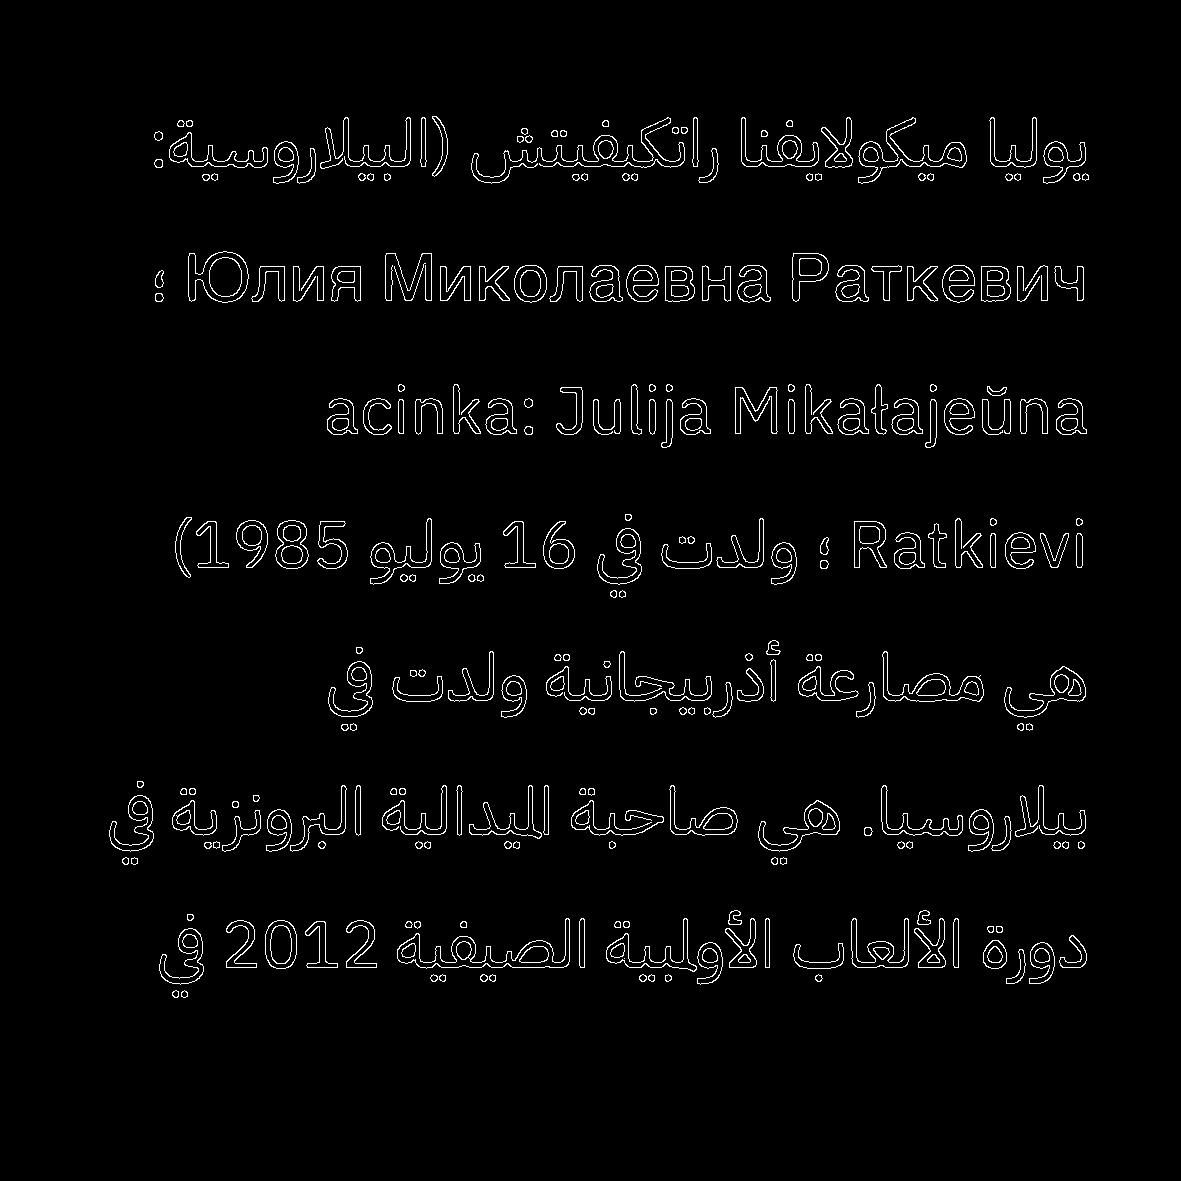 يوليا ميكولايفنا راتكيفيتش (البيلاروسية:
Юлия Миколаевна Раткевич ؛
acinka: Julija Mikałajeŭna
Ratkievi ؛ ولدت في 16 يوليو 1985)
هي مصارعة أذربيجانية ولدت في
بيلاروسيا. هي صاحبة الميدالية البرونزية في
دورة الألعاب الأولمبية الصيفية 2012 في